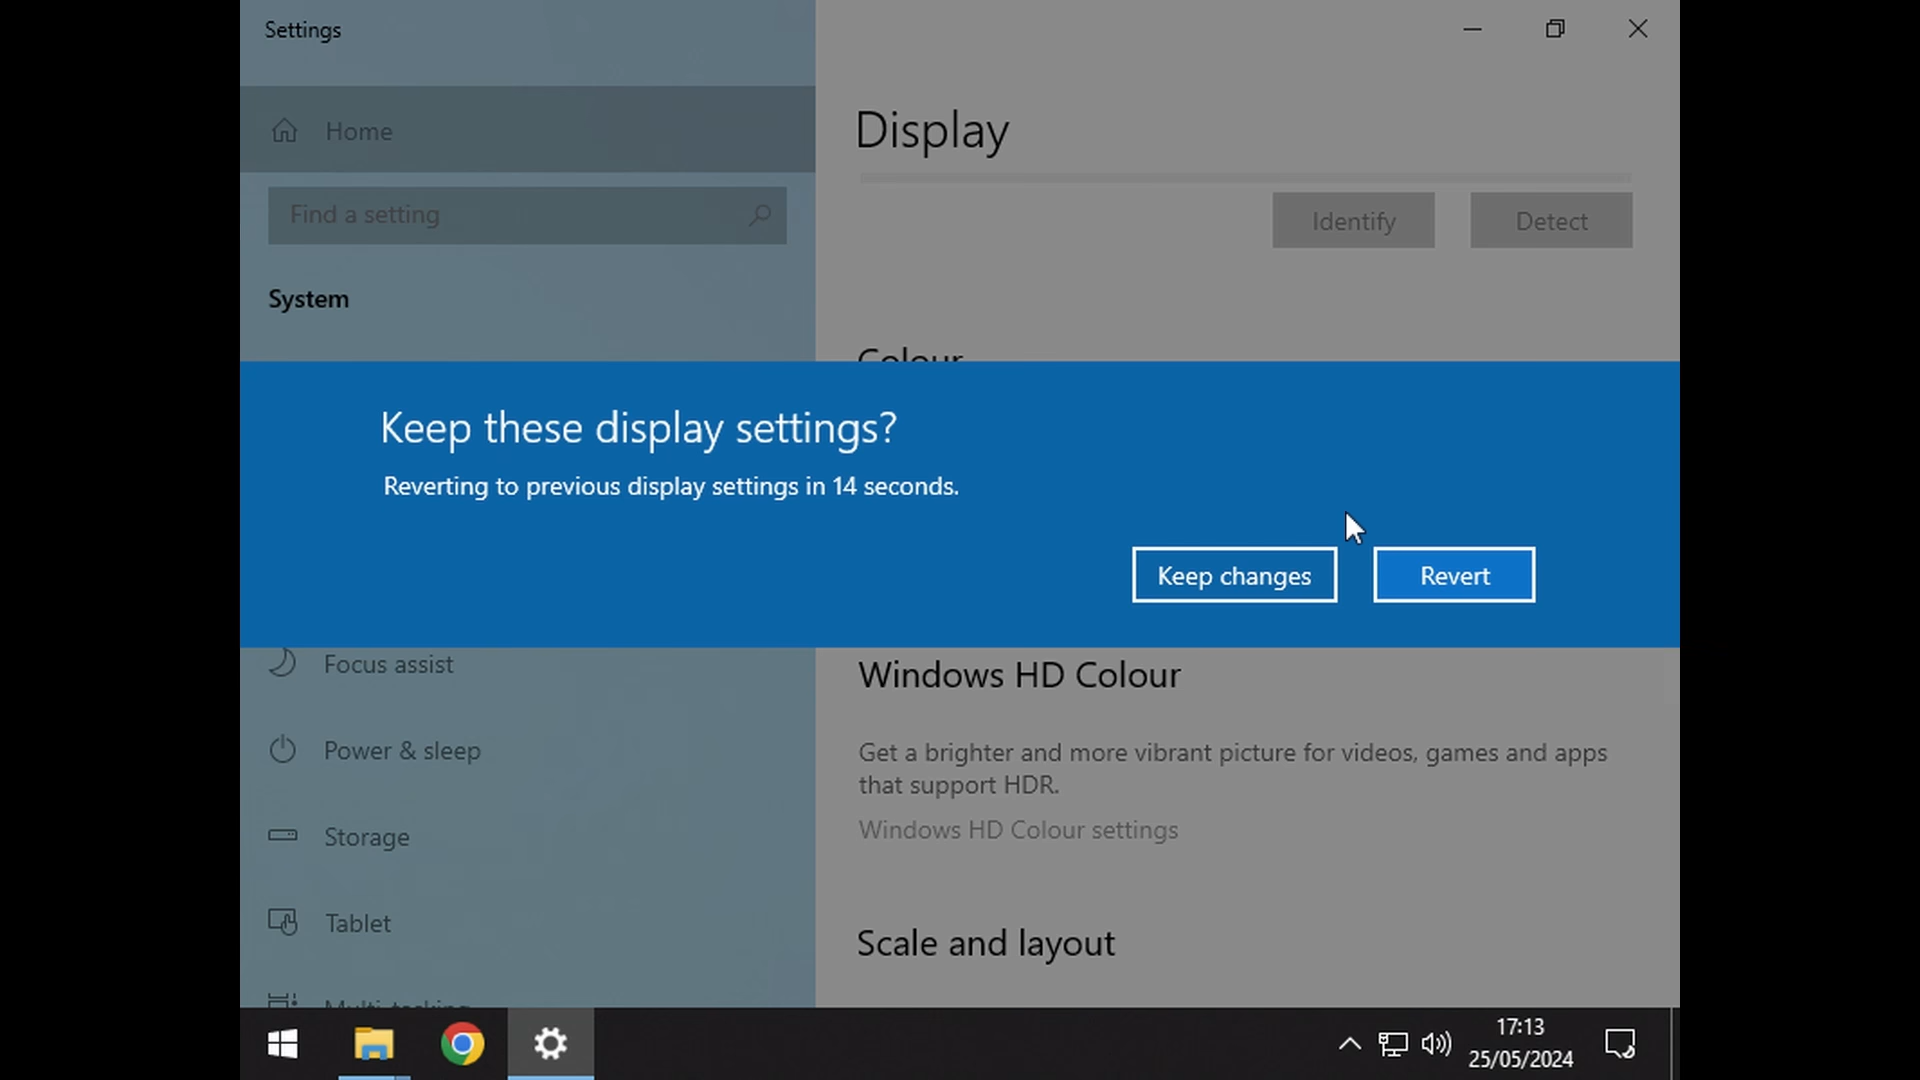 Settings
Home
Find a setting
System
Display
Identify
Detect
Colour
Keep these display settings?
Reverting to previous display settings in 14 seconds.
Keep changes
Revert
Focus assist
Power & sleep
Storage
Tablet
Multi-tasking
Windows HD Colour
Get a brighter and more vibrant picture for videos, games and apps
that support HDR.
Windows HD Colour settings
Scale and layout
17:13
25/05/2024